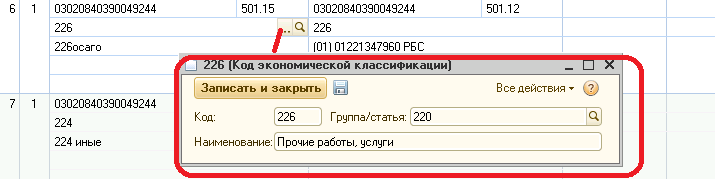 6 1 03020840390049244 501.15 03020840390049244 501.12
226 ... 226
226осаго (01) 01221347960 РБС
226 (Код экономической классификации)
Записать и закрыть Все действия
7 1 03020840390049244
Код: 226 Группа/статья: 220
224
224 иные
Наименование: Прочие работы, услуги